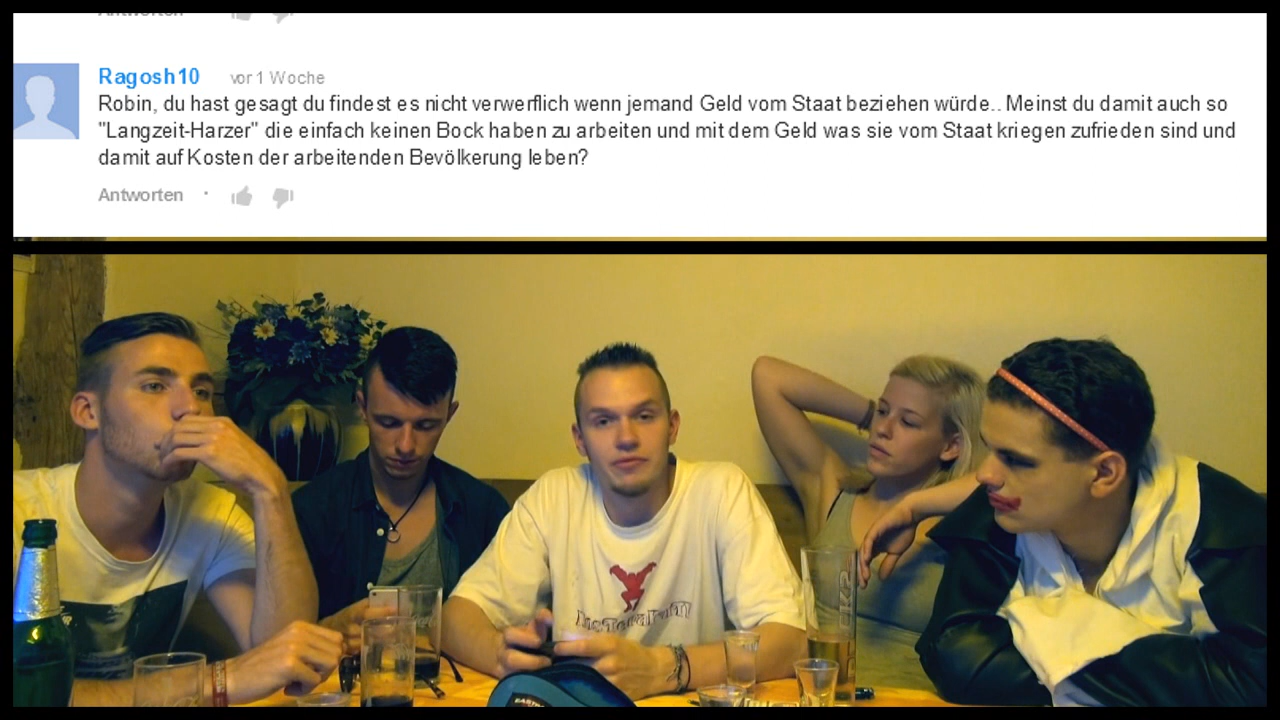 Antworten
Ragosh10 vor 1 Woche
Robin, du hast gesagt du findest es nicht verwerflich wenn jemand Geld vom Staat beziehen würde.. Meinst du damit auch so
"Langzeit-Harzer" die einfach keinen Bock haben zu arbeiten und mit dem Geld was sie vom Staat kriegen zufrieden sind und
damit auf Kosten der arbeitenden Bevölkerung leben?
Antworten ·